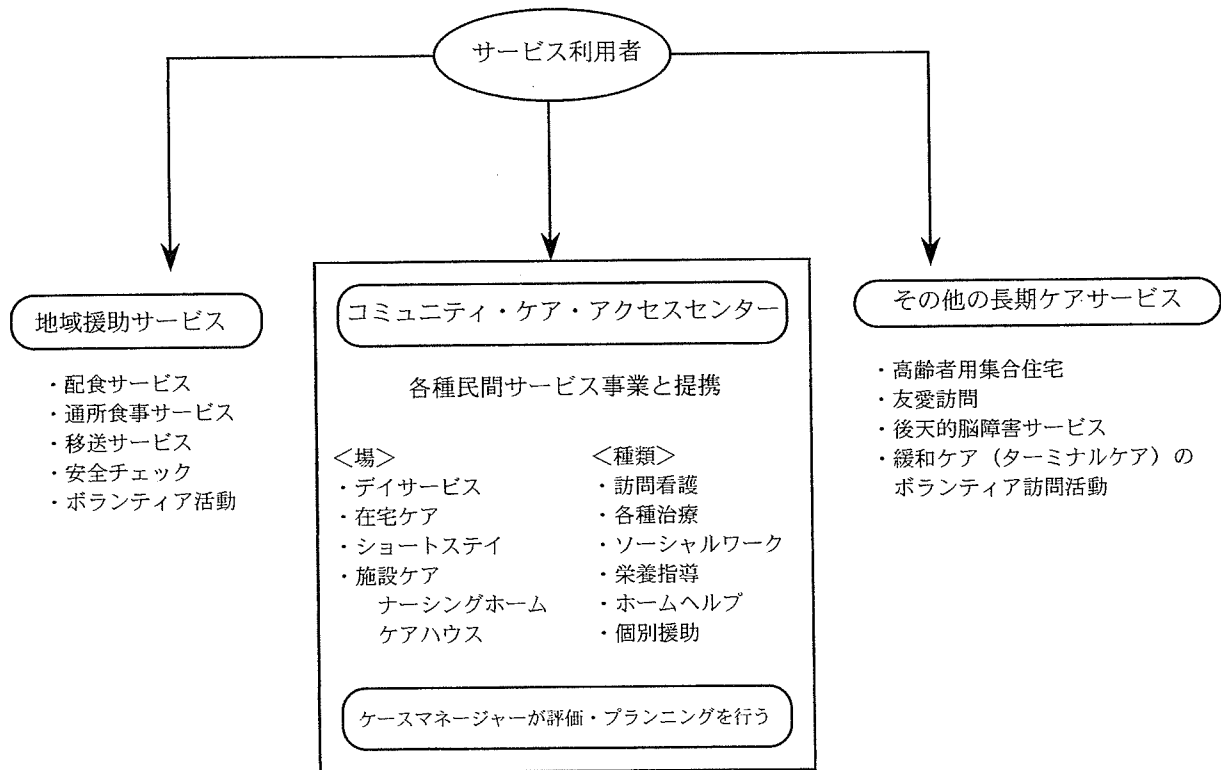 サービス利用者
地域援助サービス
・配食サービス
・通所食事サービス
・移送サービス
・安全チェック
・ボランティア活動
コミュニティ・ケア・アクセスセンター
各種民間サービス事業と提携
＜場＞
・デイサービス
・在宅ケア
・ショートステイ
・施設ケア
ナーシングホーム
ケアハウス
＜種類＞
・訪問看護
・各種治療
・ソーシャルワーク
・栄養指導
・ホームヘルプ
・個別援助
ケースマネージャーが評価・プランニングを行う
その他の長期ケアサービス
・高齢者用集合住宅
・友愛訪問
・後天的脳障害サービス
・緩和ケア（ターミナルケア）の
ボランティア訪問活動